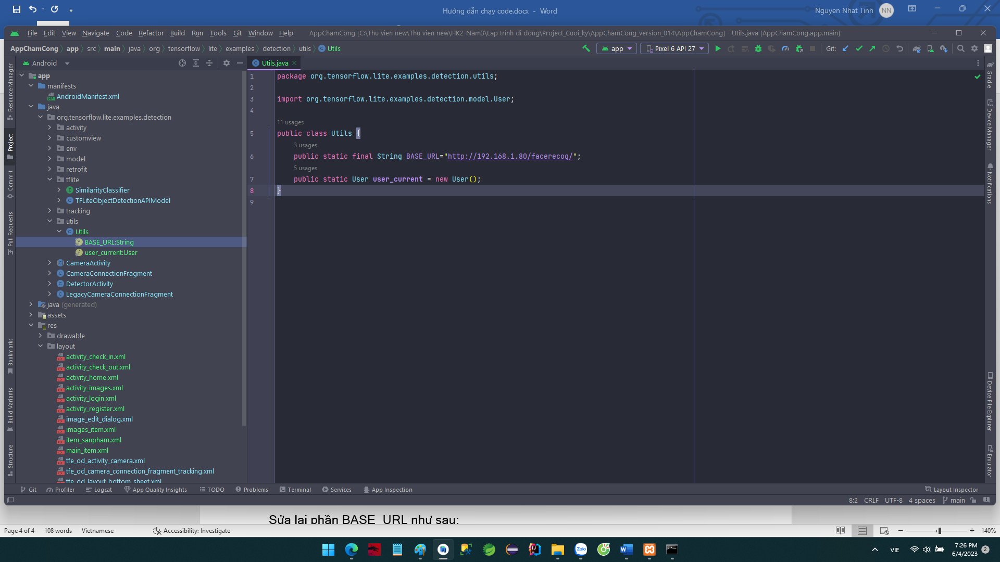 Hướng dẫn chạy code.docx - Word
Nguyen Nhat Tinh
NN
File Edit View Navigate Code Refactor Build Run Tools Git Window Help
AppChamCong [C:\Thu vien new\Thu vien new\HK2-Nam3\Lap trinh di dong\Project_Cuoi_ky\AppChamCong_version_014\AppChamCong] - Utils.java [AppChamCong.app.main]
AppChamCong app src main java org tensorflow lite examples detection utils Utils
app
Pixel 6 API 27
Git:
Android
Utils.java
app
manifests
AndroidManifest.xml
java
org.tensorflow.lite.examples.detection
activity
customview
env
model
retrofit
tflite
SimilarityClassifier
TFLiteObjectDetectionAPIModel
tracking
utils
Utils
BASE_URL:String
user_current:User
CameraActivity
CameraConnectionFragment
DetectorActivity
LegacyCameraConnectionFragment
java (generated)
assets
res
drawable
layout
activity_check_in.xml
activity_check_out.xml
activity_home.xml
activity_images.xml
activity_login.xml
activity_register.xml
image_edit_dialog.xml
images_item.xml
item_sanpham.xml
main_item.xml
tfe_od_activity_camera.xml
tfe_od_camera_connection_fragment_tracking.xml
tfe_od_layout_bottom_sheet.xml
Resource Manager
Project
Commit
Pull Requests
Bookmarks
Build Variants
Structure
1 package org.tensorflow.lite.examples.detection.utils;
2
3 import org.tensorflow.lite.examples.detection.model.User;
4
11 usages
5 public class Utils {
3 usages
6 public static final String BASE_URL="http://192.168.1.80/facerecog/";
5 usages
7 public static User user_current = new User();
8 }
9
Gradle
Device Manager
Notifications
Device File Explorer
Emulator
Git Profiler Logcat App Quality Insights TODO Problems Terminal Services App Inspection
Layout Inspector
8:2 CRLF UTF-8 4 spaces main
Sửa lại phần BASE_URL như sau:
Page 4 of 4 108 words Vietnamese Accessibility: Investigate
140%
Zalo
VIE
7:26 PM
6/4/2023
2